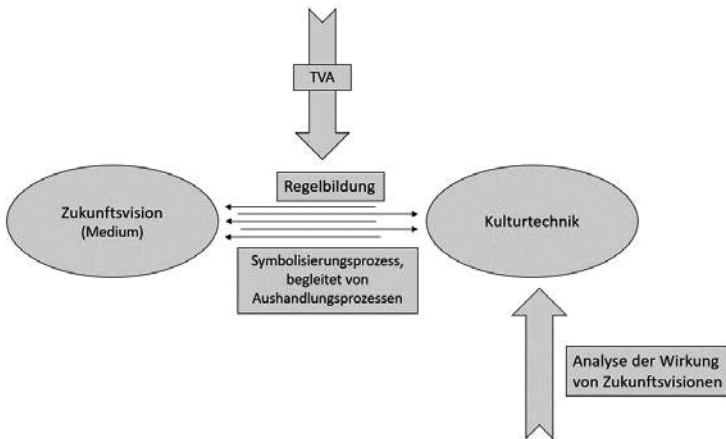 TVA
Regelbildung
Zukunftsvision
(Medium)
Kulturtechnik
Symbolisierungsprozess,
begleitet von
Aushandlungsprozessen
Analyse der Wirkung
von Zukunftsvisionen